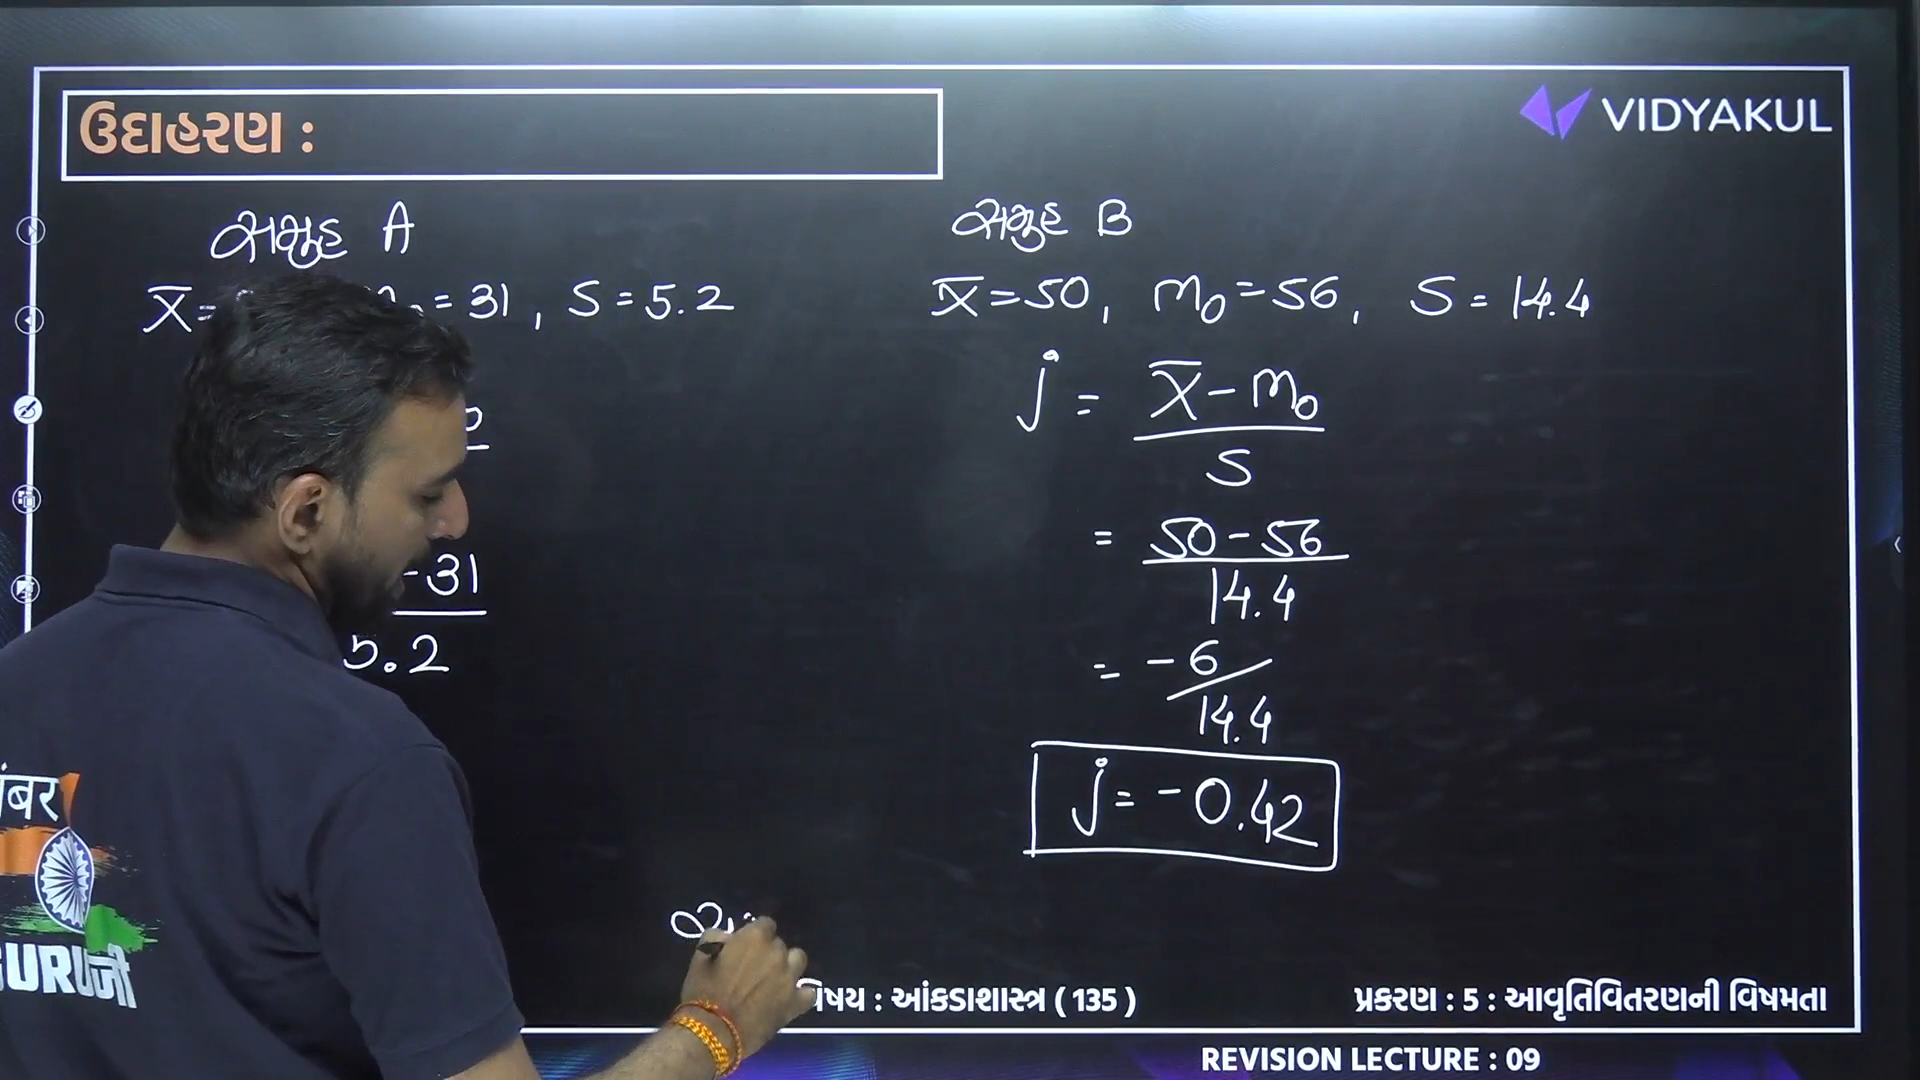 ઉદાહરણ :
VIDYAKUL
સમૂહ A
X̄ = = 31 , S = 5.2
- 31
5.2
સમૂહ B
X̄ = 50 , M₀ = 56 , S = 14.4
j = X̄ - M₀ / S
= 50 - 56 / 14.4
= - 6 / 14.4
j = - 0.42
વિષય : આંકડાશાસ્ત્ર ( 135 )
પ્રકરણ : 5 : આવૃતિવિતરણની વિષમતા
REVISION LECTURE : 09